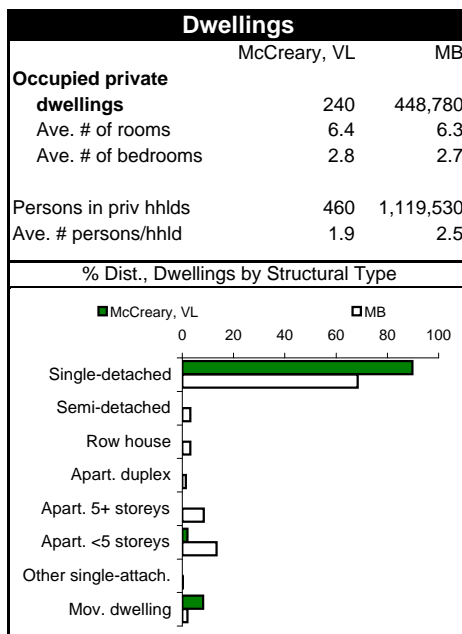 Dwellings
McCreary, VL MB
Occupied private
dwellings 240 448,780
Ave. # of rooms 6.4 6.3
Ave. # of bedrooms 2.8 2.7
Persons in priv hhlds 460 1,119,530
Ave. # persons/hhld 1.9 2.5
% Dist., Dwellings by Structural Type
McCreary, VL MB
0 20 40 60 80 100
Single-detached
Semi-detached
Row house
Apart. duplex
Apart. 5+ storeys
Apart. <5 storeys
Other single-attach.
Mov. dwelling